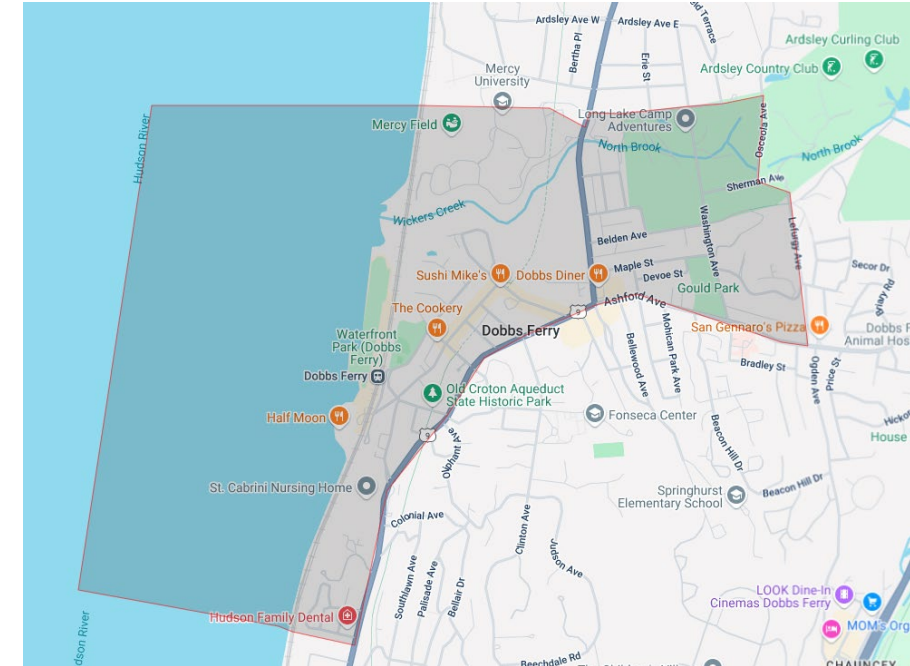 Ardsley Ave W
Ardsley Ave E
Terrace
Bertha Pl
Erie St
Ardsley Curling Club
Ardsley Country Club
Mercy
University
Mercy Field
Long Lake Camp
Adventures
Hudson River
North Brook
Osceola Ave
North Brook
Sherman Ave
Wickers Creek
Washington Ave
Lefurgy Ave
Belden Ave
Sushi Mike's
Dobbs Diner
Maple St
Devoe St
Secor Dr
Gould Park
Briary Rd
The Cookery
Ashford Ave
9
Dobbs Ferry
San Gennaro's Pizza
Dobbs F
Animal Hos
Waterfront
Park (Dobbs
Ferry)
Mohican Park Ave
Bellewood Ave
Bradley St
Ogden Ave
Price St
Dobbs Ferry
Old Croton Aqueduct
State Historic Park
Half Moon
Fonseca Center
9
Beacon Hill Dr
Hicko
House
Oliphant Ave
St. Cabrini Nursing Home
Springhurst
Elementary School
Beacon Hill Dr
Colonial Ave
Clinton Ave
Judson Ave
Southlawn Ave
Palisade Ave
Bellair Dr
Hudson Family Dental
LOOK Dine-In
Cinemas Dobbs Ferry
MOM's Org
dson River
Beechdale Rd
CHAUNCEY